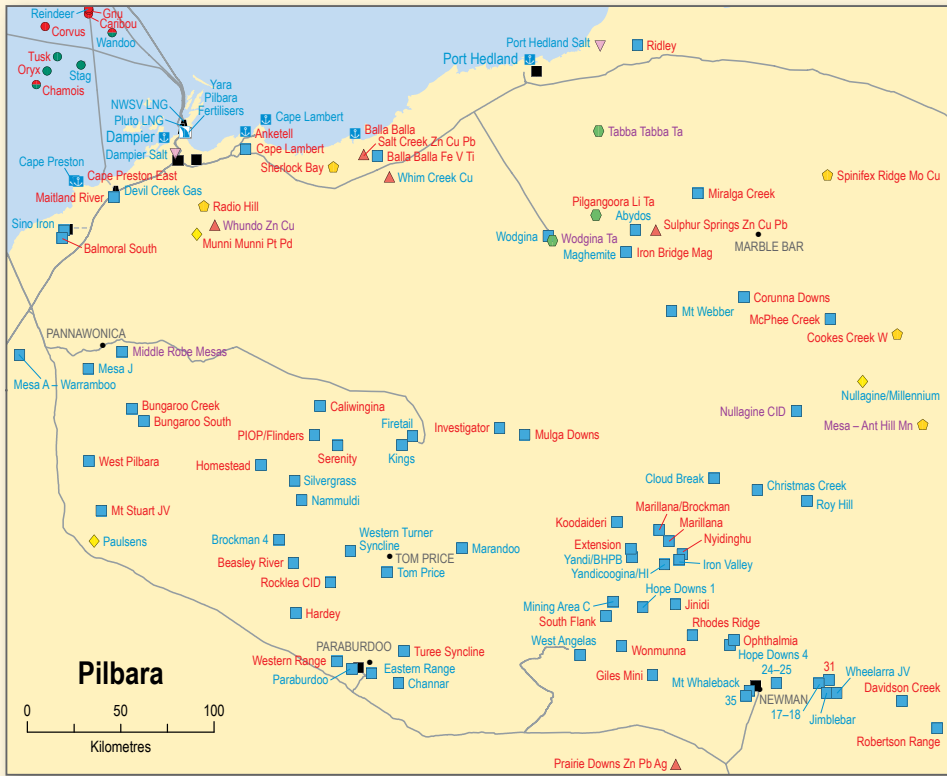 Reindeer
Gnu
Caribou
Corvus
Wandoo
Tusk
Oryx
Stag
Chamois
Port Hedland Salt
Ridley
Port Hedland
Yara
Pilbara
Fertilisers
NWSV LNG
Pluto LNG
Dampier
Dampier Salt
Cape Lambert
Anketell
Cape Lambert
Balla Balla
Salt Creek Zn Cu Pb
Balla Balla Fe V Ti
Sherlock Bay
Whim Creek Cu
Tabba Tabba Ta
Cape Preston
Cape Preston East
Devil Creek Gas
Maitland River
Radio Hill
Whundo Zn Cu
Munni Munni Pt Pd
Sino Iron
Balmoral South
Spinifex Ridge Mo Cu
Miralga Creek
Pilgangoora Li Ta
Abydos
Sulphur Springs Zn Cu Pb
Wodgina
Wodgina Ta
Maghemite
Iron Bridge Mag
MARBLE BAR
Corunna Downs
Mt Webber
McPhee Creek
Cookes Creek W
PANNAWONICA
Middle Robe Mesas
Mesa J
Mesa A – Warramboo
Nullagine/Millennium
Nullagine CID
Mesa – Ant Hill Mn
Bungaroo Creek
Bungaroo South
Caliwingina
Firetail
PIOP/Flinders
Serenity
Kings
Investigator
Mulga Downs
West Pilbara
Homestead
Silvergrass
Nammuldi
Cloud Break
Christmas Creek
Roy Hill
Mt Stuart JV
Paulsens
Marillana/Brockman
Koodaideri
Marillana
Nyidinghu
Extension
Yandi/BHPB
Yandicoogina/HI
Iron Valley
Brockman 4
Western Turner
Syncline
Marandoo
TOM PRICE
Tom Price
Beasley River
Rocklea CID
Hardey
Hope Downs 1
Mining Area C
South Flank
Jinidi
Rhodes Ridge
West Angelas
Wonmunna
Ophthalmia
Hope Downs 4
PARABURDOO
Turee Syncline
Western Range
Paraburdoo
Eastern Range
Channar
Giles Mini
Mt Whaleback
24–25
31
Wheelarra JV
Davidson Creek
35
NEWMAN
17–18
Jimblebar
Robertson Range
Prairie Downs Zn Pb Ag
Pilbara
0 50 100
Kilometres